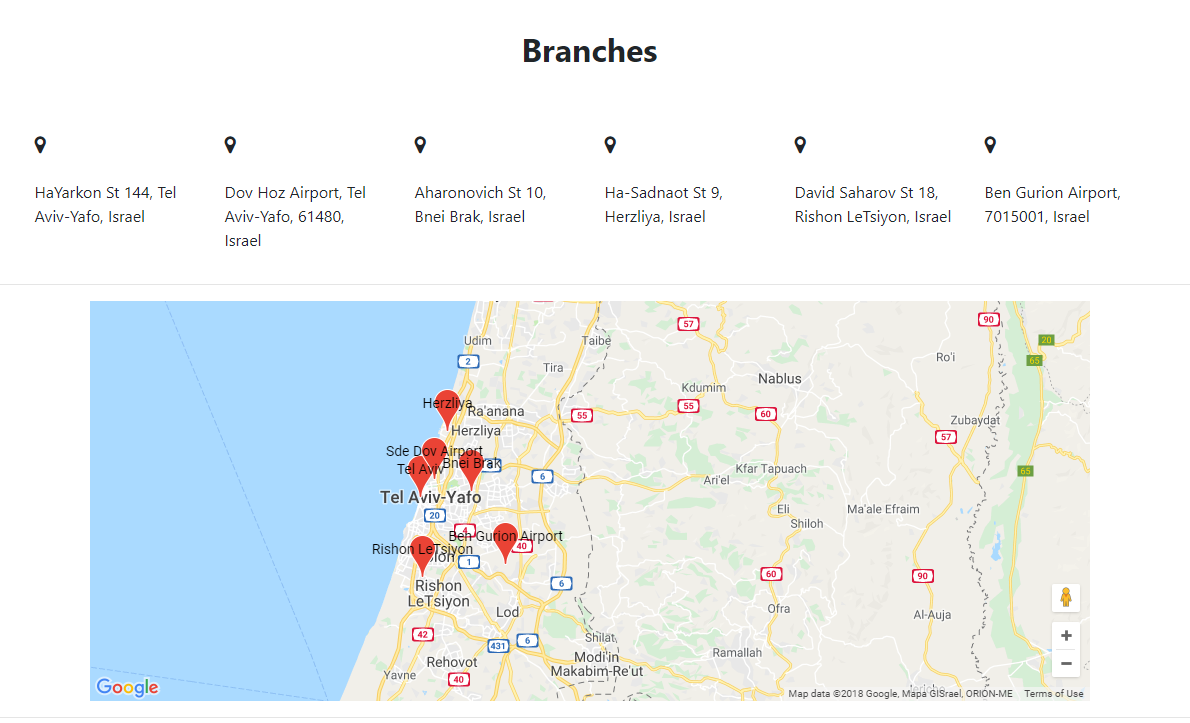 Branches
HaYarkon St 144, Tel
Aviv-Yafo, Israel
Dov Hoz Airport, Tel
Aviv-Yafo, 61480,
Israel
Aharonovich St 10,
Bnei Brak, Israel
Ha-Sadnaot St 9,
Herzliya, Israel
David Saharov St 18,
Rishon LeTsiyon, Israel
Ben Gurion Airport,
7015001, Israel
57
90
20
Udim
Taibe
65
2
Ro'i
Tira
Nablus
Kdumim
Herzliya
Ra'anana
55
55
60
Zubaydat
Herzliya
57
Sde Dov Airport
Tel Aviv
Bnei Brak
Kfar Tapuach
65
6
Ari'el
Tel Aviv-Yafo
Eli
Ma'ale Efraim
20
Shiloh
4
Ben Gurion Airport
40
Rishon LeTsiyon
1
60
90
6
Rishon
LeTsiyon
Lod
Ofra
Al-Auja
42
Shilat
431
6
Ramallah
Rehovot
Modi'in
Makabim-Re'ut
Yavne
40
Google
Map data ©2018 Google, Mapa GISrael, ORION-ME
Terms of Use